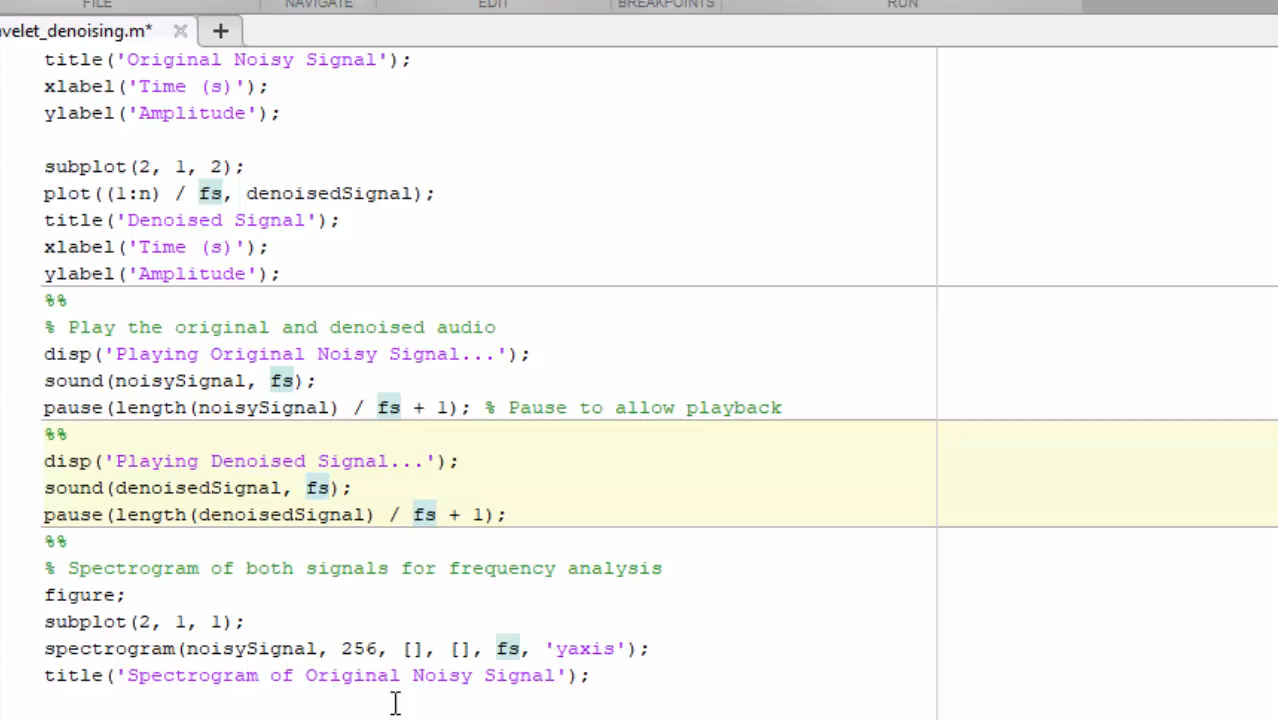 FILE NAVIGATE EDIT BREAKPOINTS RUN
velet_denoising.m* +
title('Original Noisy Signal');
xlabel('Time (s)');
ylabel('Amplitude');
subplot(2, 1, 2);
plot((1:n) / fs, denoisedSignal);
title('Denoised Signal');
xlabel('Time (s)');
ylabel('Amplitude');
%%
% Play the original and denoised audio
disp('Playing Original Noisy Signal...');
sound(noisySignal, fs);
pause(length(noisySignal) / fs + 1); % Pause to allow playback
%%
disp('Playing Denoised Signal...');
sound(denoisedSignal, fs);
pause(length(denoisedSignal) / fs + 1);
%%
% Spectrogram of both signals for frequency analysis
figure;
subplot(2, 1, 1);
spectrogram(noisySignal, 256, [], [], fs, 'yaxis');
title('Spectrogram of Original Noisy Signal');